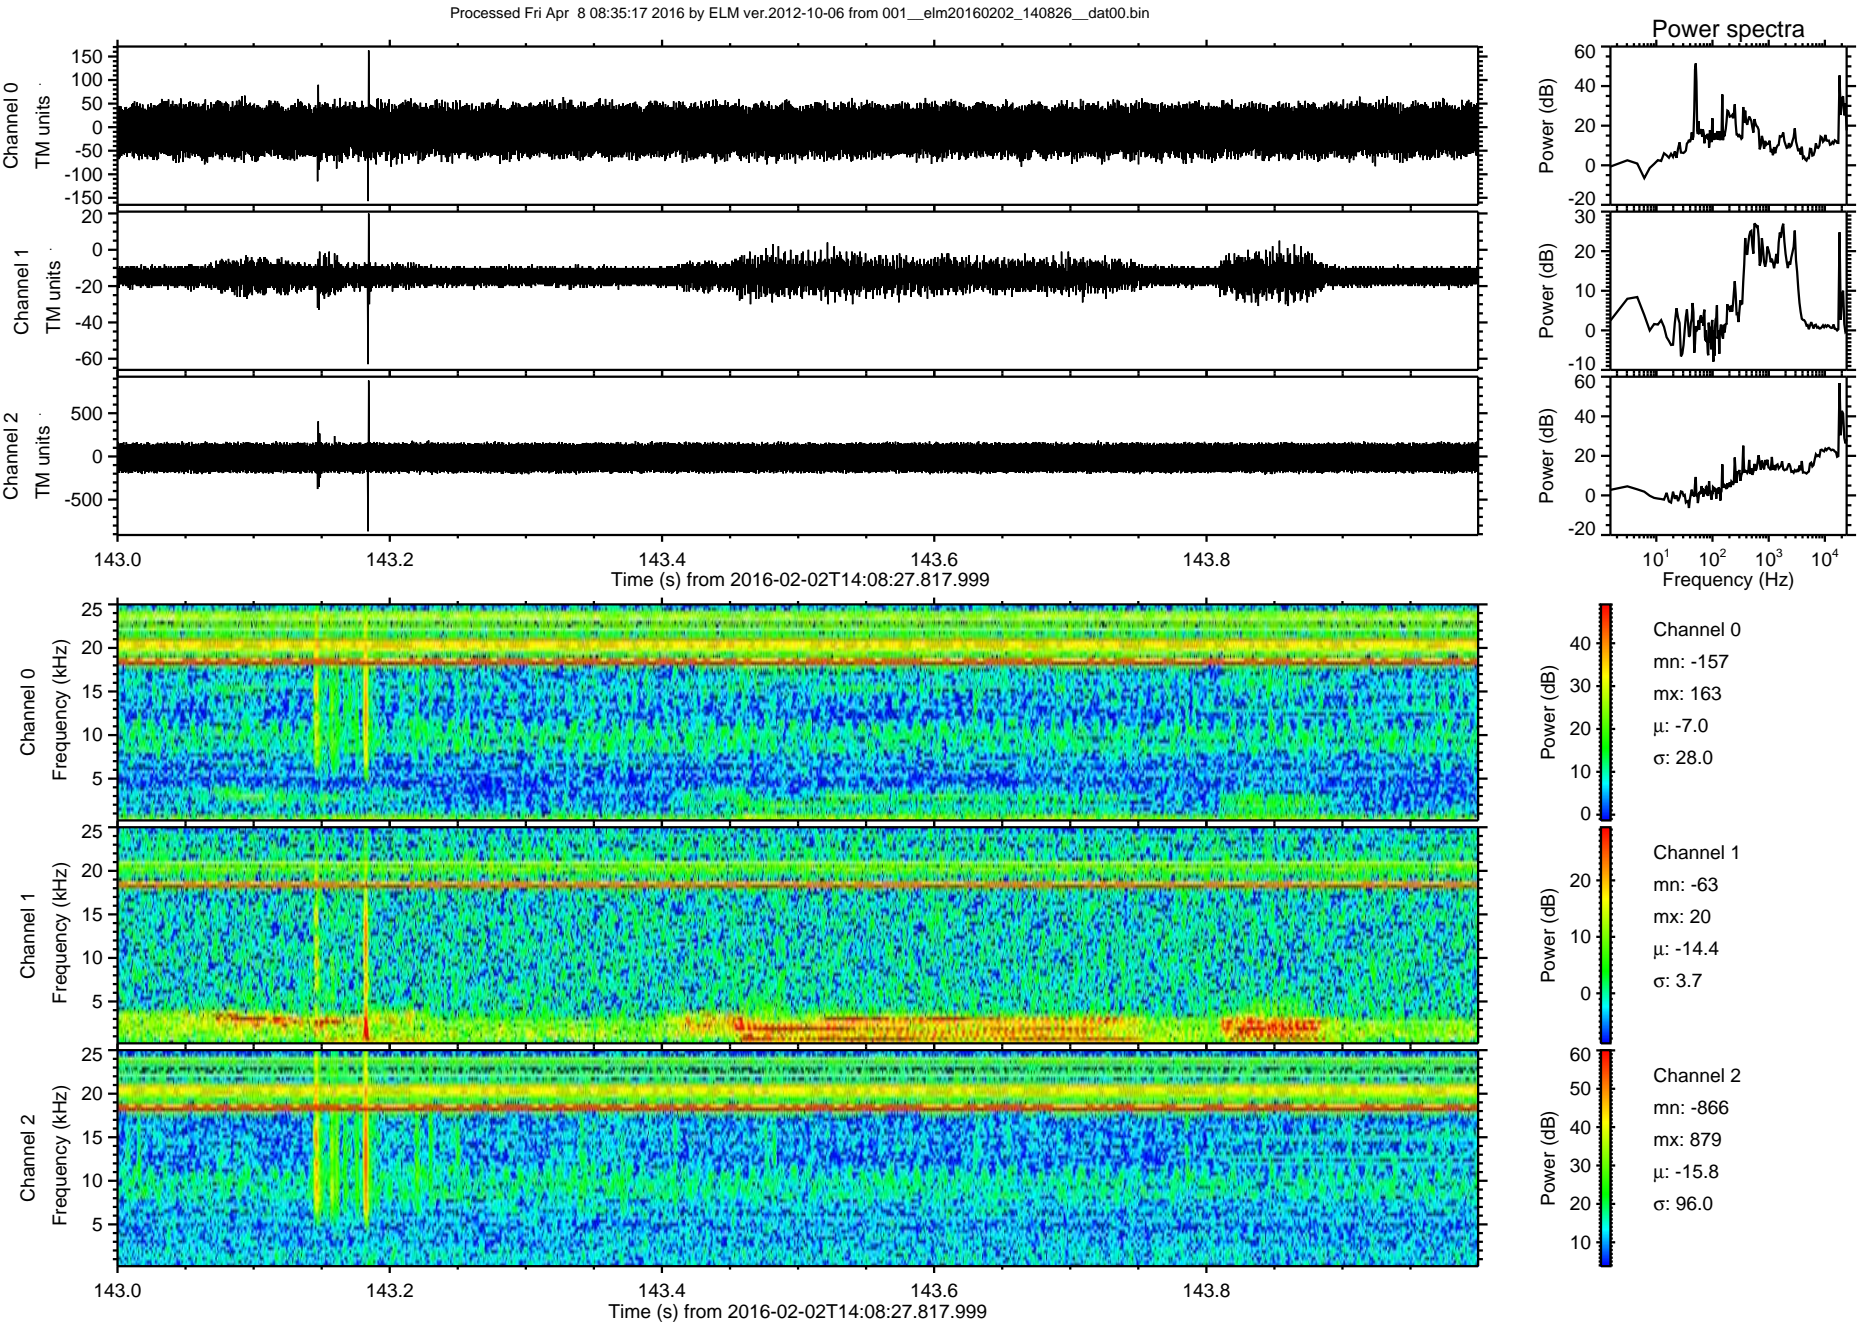 Processed Fri Apr  8 08:35:17 2016 by ELM ver.2012-10-06 from 001__elm20160202_140826__dat00.bin
Power spectra
Channel 0
TM units
150
100
50
0
-50
-100
-150
Power (dB)
60
40
20
0
-20
Channel 1
TM units
20
0
-20
-40
-60
Power (dB)
30
20
10
0
-10
Channel 2
TM units
500
0
-500
Power (dB)
60
40
20
0
-20
143.0 143.2 143.4 143.6 143.8
Time (s) from 2016-02-02T14:08:27.817.999
10¹ 10² 10³ 10⁴
Frequency (Hz)
Channel 0
Frequency (kHz)
25
20
15
10
5
Power (dB)
40
30
20
10
0
Channel 0
mn: -157
mx: 163
μ: -7.0
σ: 28.0
Channel 1
Frequency (kHz)
25
20
15
10
5
Power (dB)
20
10
0
Channel 1
mn: -63
mx: 20
μ: -14.4
σ: 3.7
Channel 2
Frequency (kHz)
25
20
15
10
5
Power (dB)
60
50
40
30
20
10
Channel 2
mn: -866
mx: 879
μ: -15.8
σ: 96.0
143.0 143.2 143.4 143.6 143.8
Time (s) from 2016-02-02T14:08:27.817.999